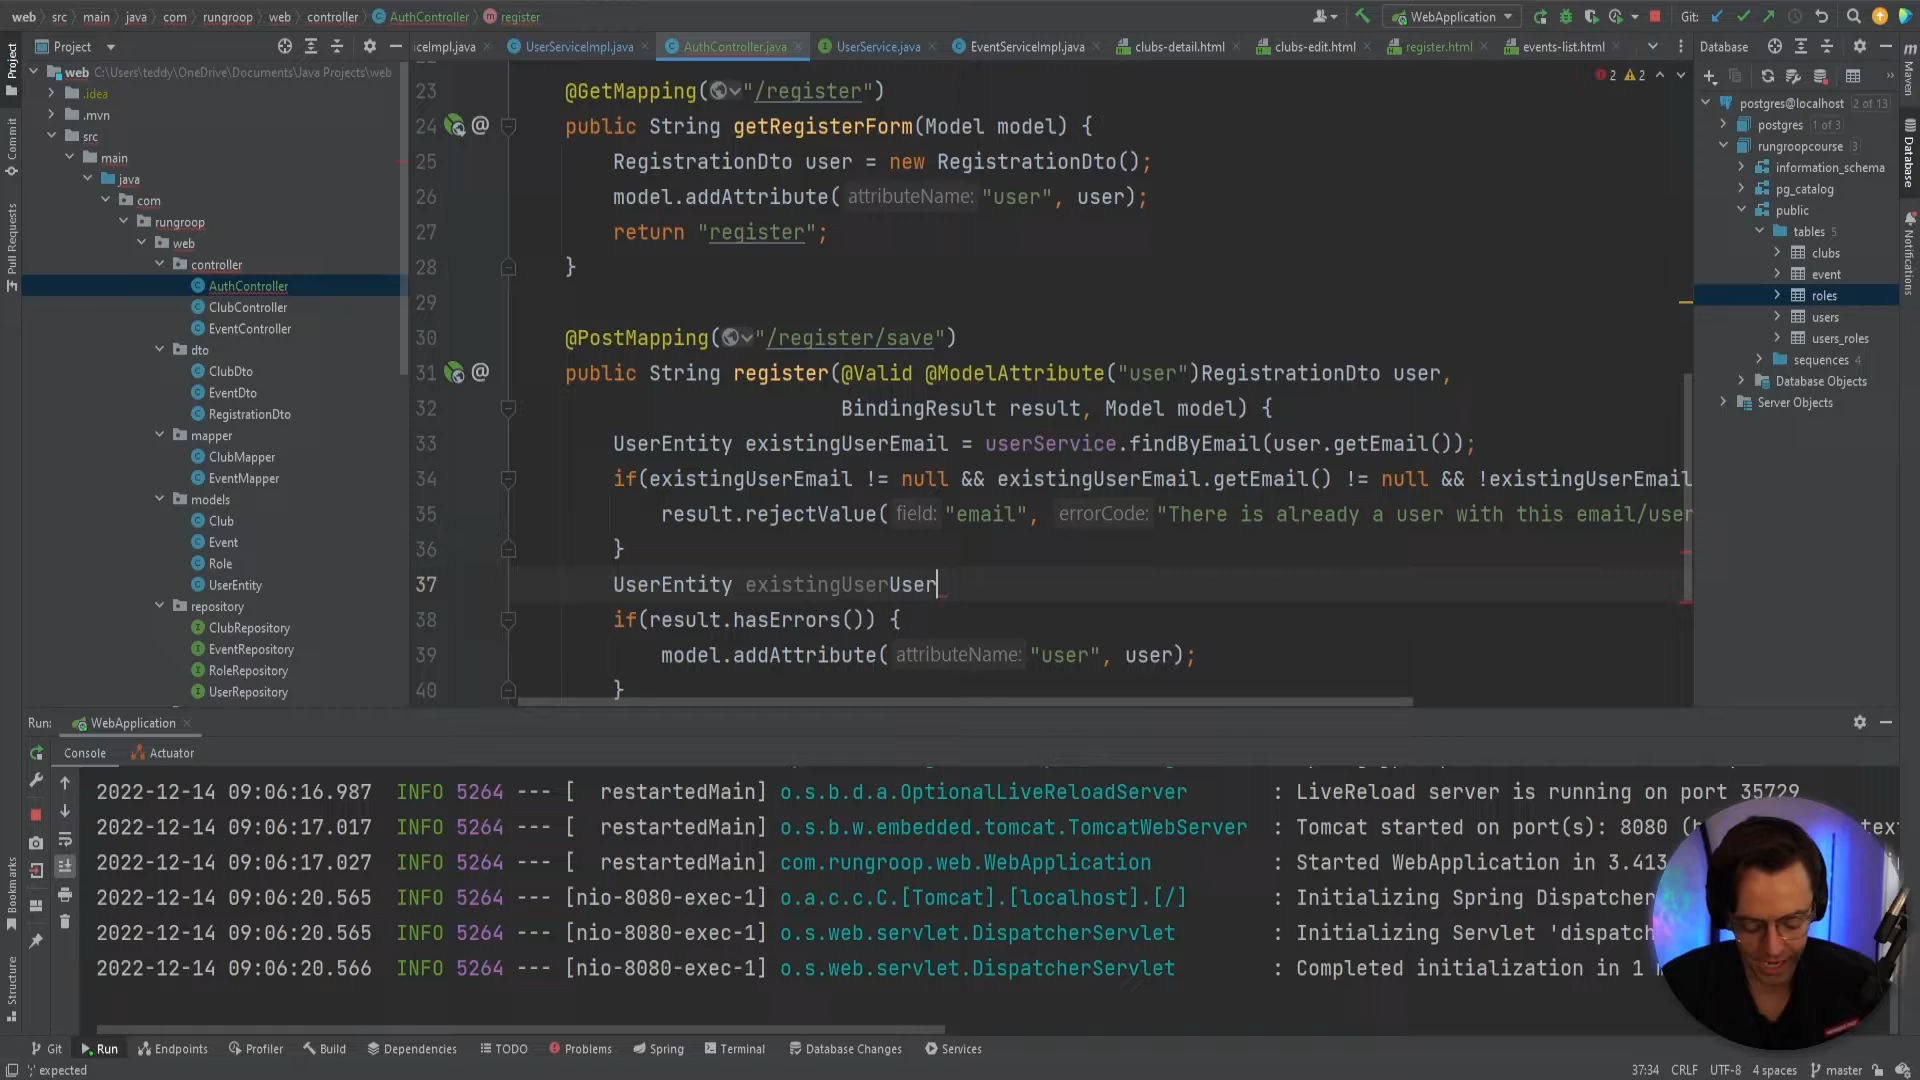 web > src > main > java > com > rungroop > web > controller > AuthController > register
WebApplication
Git:
Project
iceImpl.java
UserServiceImpl.java
AuthController.java
UserService.java
EventServiceImpl.java
clubs-detail.html
clubs-edit.html
register.html
events-list.html
Database
web C:\Users\teddy\OneDrive\Documents\Java Projects\web
.idea
.mvn
src
main
java
com
rungroop
web
controller
AuthController
ClubController
EventController
dto
ClubDto
EventDto
RegistrationDto
mapper
ClubMapper
EventMapper
models
Club
Event
Role
UserEntity
repository
ClubRepository
EventRepository
RoleRepository
UserRepository
2 2
23 @GetMapping("/register")
24 public String getRegisterForm(Model model) {
25 RegistrationDto user = new RegistrationDto();
26 model.addAttribute( attributeName: "user", user);
27 return "register";
28 }
29
30 @PostMapping("/register/save")
31 public String register(@Valid @ModelAttribute("user")RegistrationDto user,
32 BindingResult result, Model model) {
33 UserEntity existingUserEmail = userService.findByEmail(user.getEmail());
34 if(existingUserEmail != null && existingUserEmail.getEmail() != null && !existingUserEmail
35 result.rejectValue( field: "email", errorCode: "There is already a user with this email/user
36 }
37 UserEntity existingUserUser
38 if(result.hasErrors()) {
39 model.addAttribute( attributeName: "user", user);
40 }
postgres@localhost 2 of 13
postgres 1 of 3
rungroopcourse 3
information_schema
pg_catalog
public
tables 5
clubs
event
roles
users
users_roles
sequences 4
Database Objects
Server Objects
Project
Commit
Pull Requests
Bookmarks
Structure
Maven
Database
Notifications
Run: WebApplication
Console Actuator
2022-12-14 09:06:16.987 INFO 5264 --- [ restartedMain] o.s.b.d.a.OptionalLiveReloadServer : LiveReload server is running on port 35729
2022-12-14 09:06:17.017 INFO 5264 --- [ restartedMain] o.s.b.w.embedded.tomcat.TomcatWebServer : Tomcat started on port(s): 8080
2022-12-14 09:06:17.027 INFO 5264 --- [ restartedMain] com.rungroop.web.WebApplication : Started WebApplication in 3.413
2022-12-14 09:06:20.565 INFO 5264 --- [nio-8080-exec-1] o.a.c.c.C.[Tomcat].[localhost].[/] : Initializing Spring Dispatcher
2022-12-14 09:06:20.565 INFO 5264 --- [nio-8080-exec-1] o.s.web.servlet.DispatcherServlet : Initializing Servlet 'dispatch
2022-12-14 09:06:20.566 INFO 5264 --- [nio-8080-exec-1] o.s.web.servlet.DispatcherServlet : Completed initialization in 1
Git Run Endpoints Profiler Build Dependencies TODO Problems Spring Terminal Database Changes Services
';' expected
37:34 CRLF UTF-8 4 spaces master